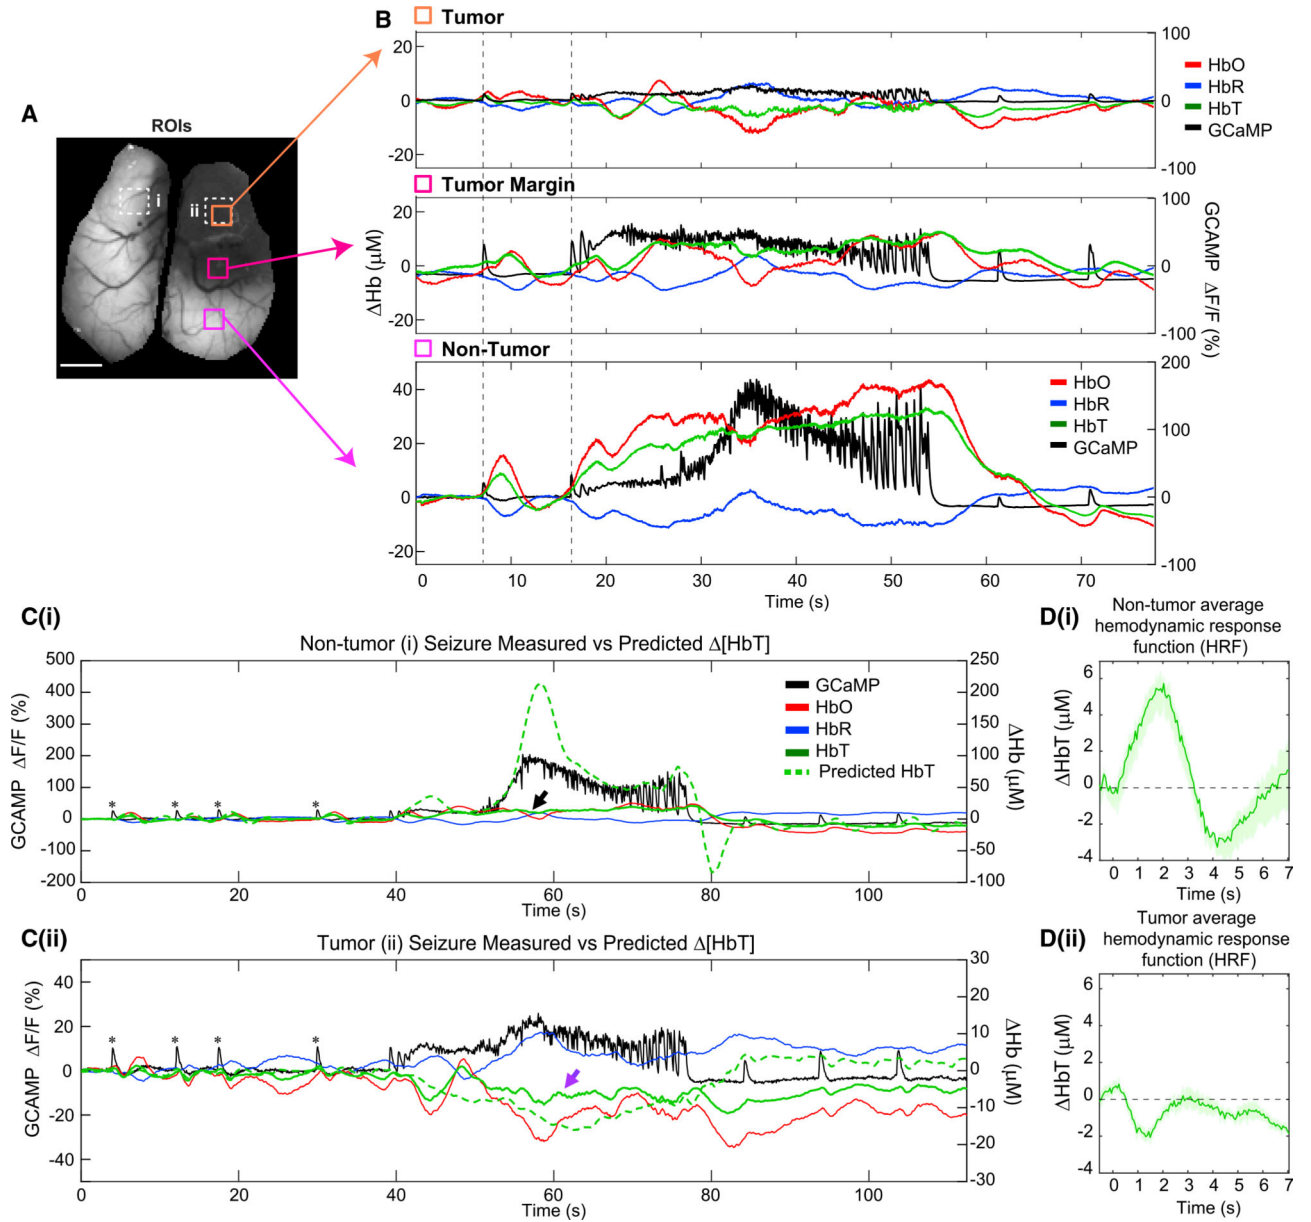 A
ROIs
i
ii
B
Tumor
20
0
-20
100
0
-100
HbO
HbR
HbT
GCaMP
Tumor Margin
20
0
-20
100
0
-100
ΔHb (μM)
GCAMP ΔF/F (%)
Non-Tumor
40
20
0
-20
200
100
0
-100
HbO
HbR
HbT
GCaMP
0 10 20 30 40 50 60 70
Time (s)
C(i)
Non-tumor (i) Seizure Measured vs Predicted Δ[HbT]
GCAMP ΔF/F (%)
500
400
300
200
100
0
-100
-200
250
200
150
100
50
0
-50
-100
ΔHb (μM)
GCaMP
HbO
HbR
HbT
Predicted HbT
* * * *
0 20 40 60 80 100
Time (s)
D(i)
Non-tumor average
hemodynamic response
function (HRF)
ΔHbT (μM)
6
4
2
0
-2
-4
0 1 2 3 4 5 6 7
Time (s)
C(ii)
Tumor (ii) Seizure Measured vs Predicted Δ[HbT]
GCAMP ΔF/F (%)
40
20
0
-20
-40
30
20
10
0
-10
-20
-30
ΔHb (μM)
* * * *
0 20 40 60 80 100
Time (s)
D(ii)
Tumor average
hemodynamic response
function (HRF)
ΔHbT (μM)
6
4
2
0
-2
-4
0 1 2 3 4 5 6 7
Time (s)